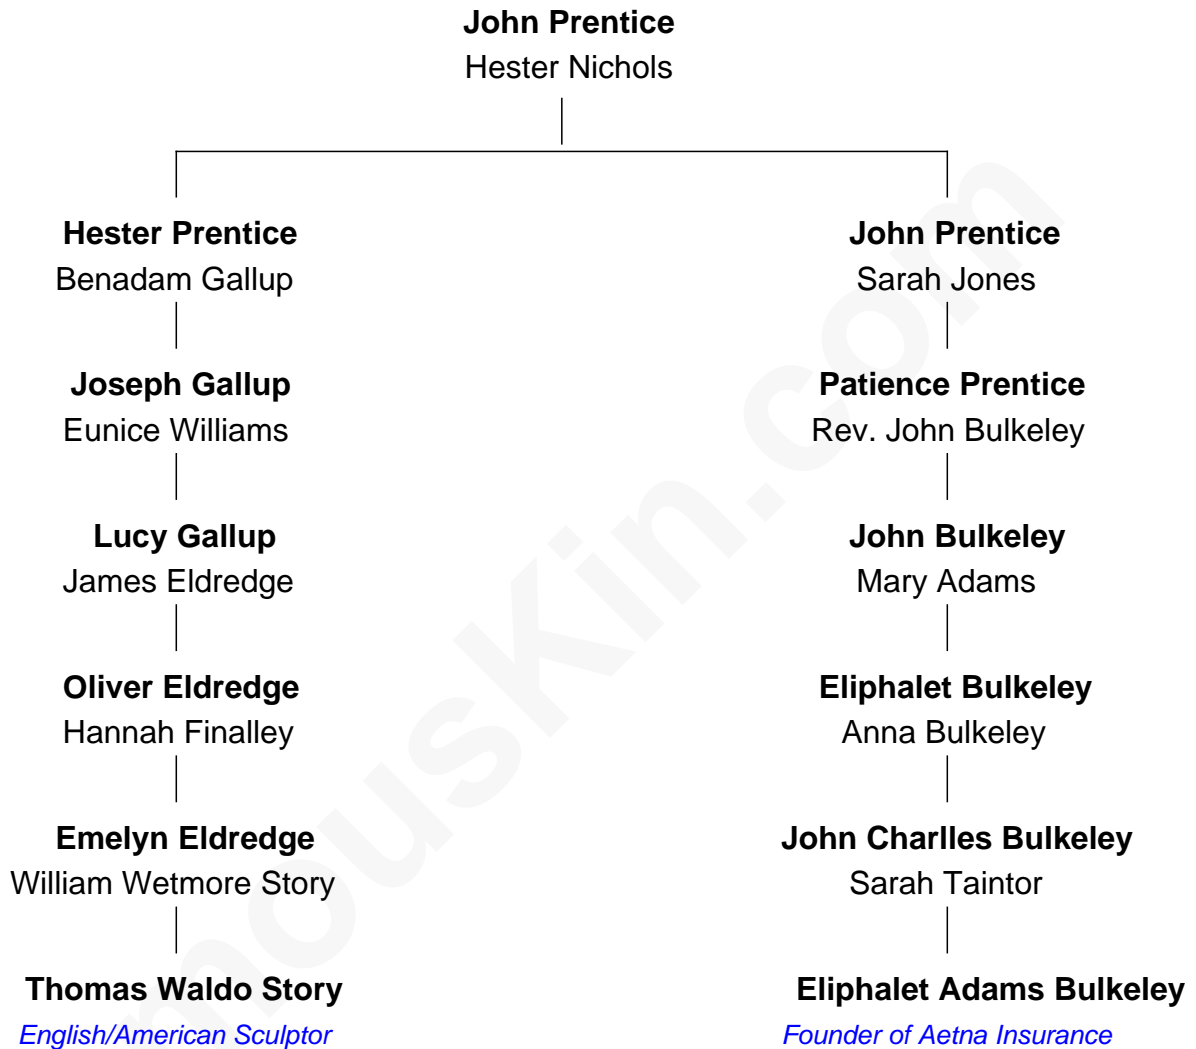 John Prentice
Hester Nichols
Hester Prentice
Benadam Gallup
John Prentice
Sarah Jones
Joseph Gallup
Eunice Williams
Patience Prentice
Rev. John Bulkeley
Lucy Gallup
James Eldredge
John Bulkeley
Mary Adams
Oliver Eldredge
Hannah Finalley
Eliphalet Bulkeley
Anna Bulkeley
Emelyn Eldredge
William Wetmore Story
John Charlles Bulkeley
Sarah Taintor
Thomas Waldo Story
English/American Sculptor
Eliphalet Adams Bulkeley
Founder of Aetna Insurance
mousKin.com